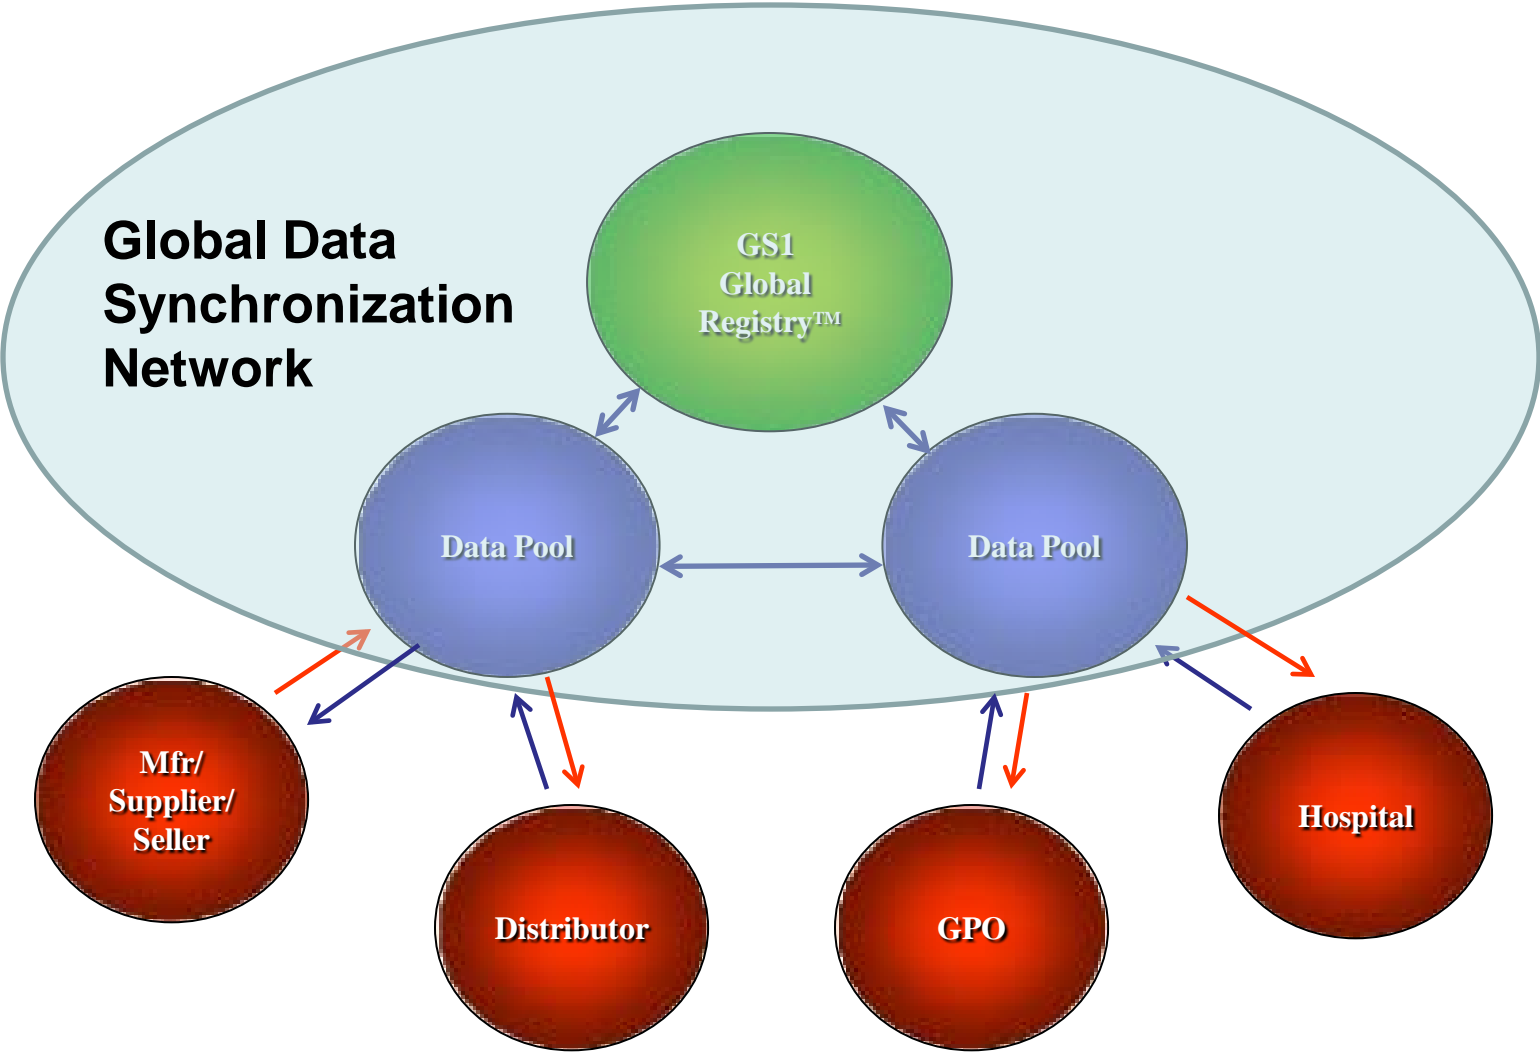 Global Data
Synchronization
Network
GS1
Global
Registry™
Data Pool
Data Pool
Mfr/
Supplier/
Seller
Distributor
GPO
Hospital